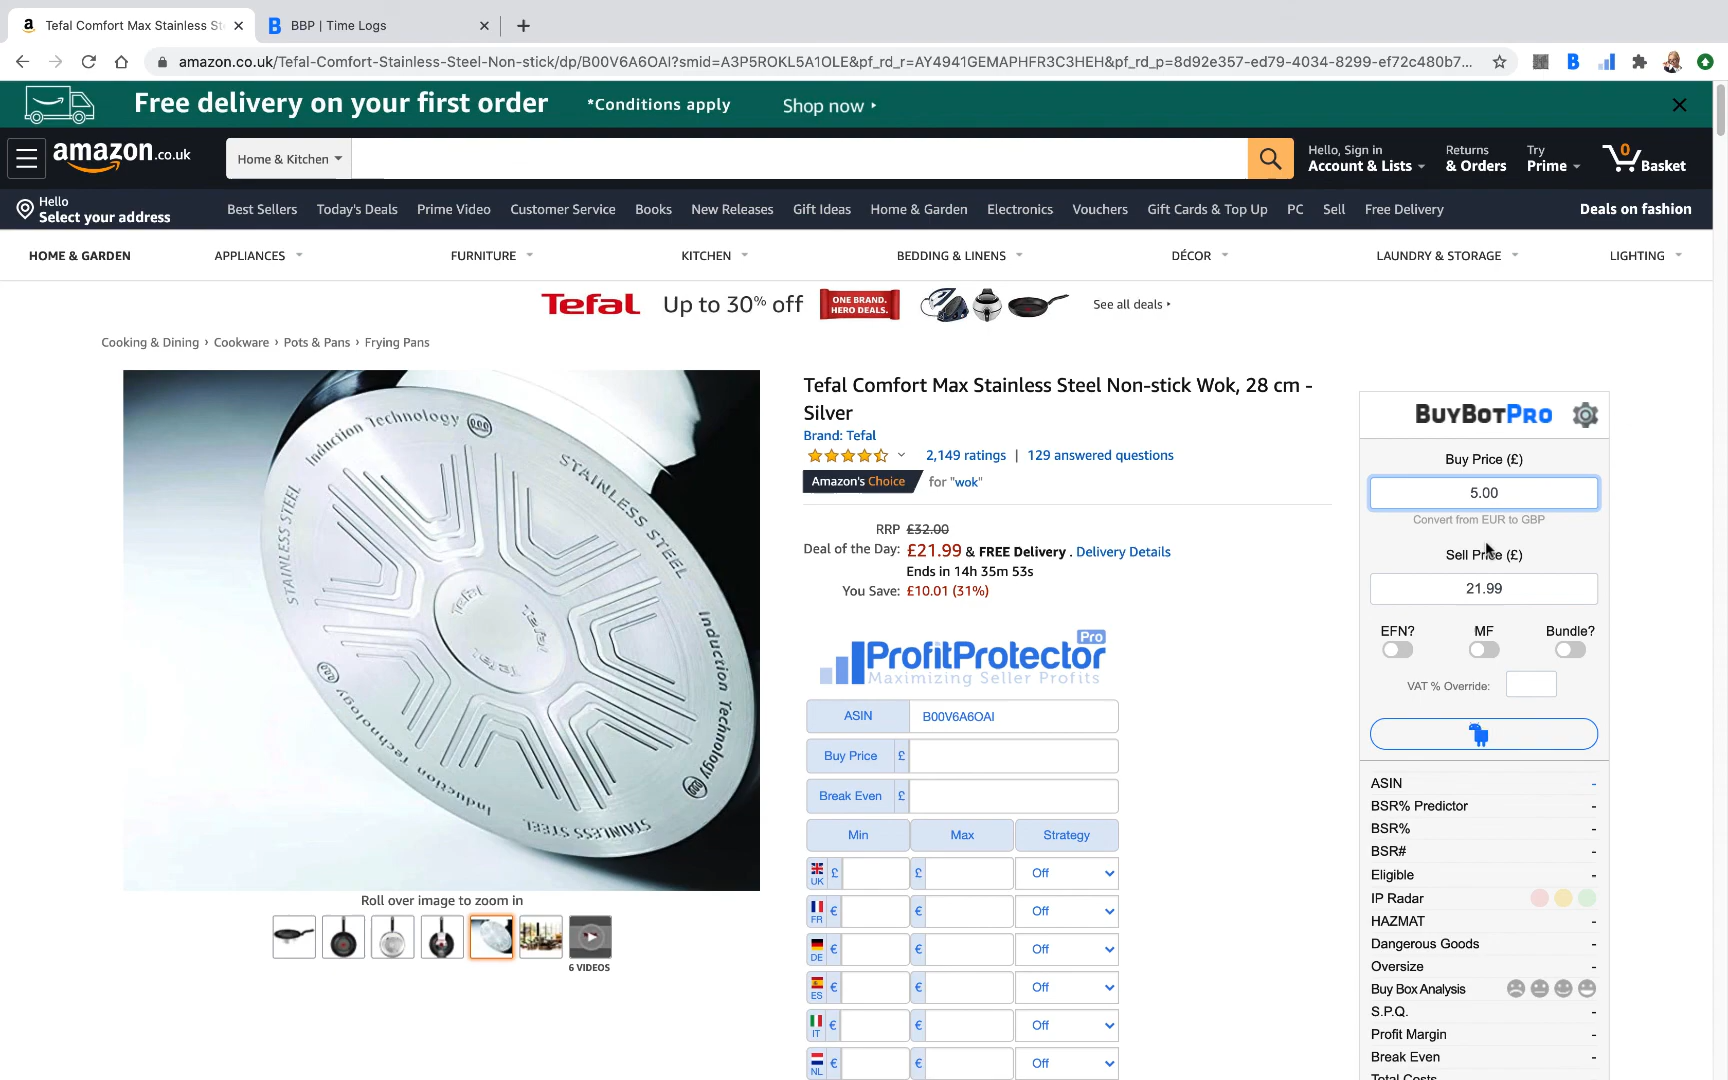 Tefal Comfort Max Stainless St
BBP | Time Logs
amazon.co.uk/Tefal-Comfort-Stainless-Steel-Non-stick/dp/B00V6A6OAI?smid=A3P5ROKL5A1OLE&pf_rd_r=AY4941GEMAPHFR3C3HEH&pf_rd_p=8d92e357-ed79-4034-8299-ef72c480b7...
Free delivery on your first order *Conditions apply Shop now
amazon.co.uk
Home & Kitchen
Hello, Sign in
Account & Lists
Returns
& Orders
Try
Prime
0
Basket
Hello
Select your address
Best Sellers Today's Deals Prime Video Customer Service Books New Releases Gift Ideas Home & Garden Electronics Vouchers Gift Cards & Top Up PC Sell Free Delivery
Deals on fashion
HOME & GARDEN APPLIANCES FURNITURE KITCHEN BEDDING & LINENS DÉCOR LAUNDRY & STORAGE LIGHTING
Tefal Up to 30% off ONE BRAND. HERO DEALS. See all deals
Cooking & Dining › Cookware › Pots & Pans › Frying Pans
Induction Technology
STAINLESS STEEL
Induction Technology
STAINLESS STEEL
Induction Technology
STAINLESS STEEL
Tefal
Tefal
Tefal
Roll over image to zoom in
6 VIDEOS
Tefal Comfort Max Stainless Steel Non-stick Wok, 28 cm -
Silver
Brand: Tefal
2,149 ratings | 129 answered questions
Amazon's Choice for "wok"
RRP £32.00
Deal of the Day: £21.99 & FREE Delivery . Delivery Details
Ends in 14h 35m 53s
You Save: £10.01 (31%)
ProfitProtector Pro
Maximizing Seller Profits
ASIN B00V6A6OAI
Buy Price £
Break Even £
Min Max Strategy
UK £ £ Off
FR € € Off
DE € € Off
ES € € Off
IT € € Off
NL € € Off
BUYBOTPRO
Buy Price (£)
5.00
Convert from EUR to GBP
Sell Price (£)
21.99
EFN? MF Bundle?
VAT % Override:
ASIN -
BSR% Predictor -
BSR% -
BSR# -
Eligible -
IP Radar
HAZMAT -
Dangerous Goods -
Oversize -
Buy Box Analysis
S.P.Q. -
Profit Margin -
Break Even -
Total Costs